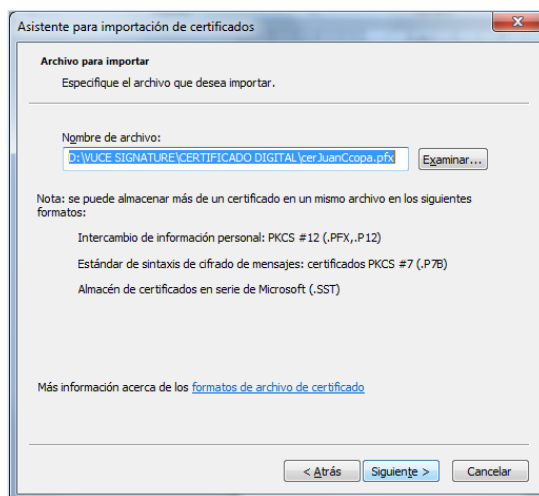 Asistente para importación de certificados
x
Archivo para importar
Especifique el archivo que desea importar.
Nombre de archivo:
D:\VUCE SIGNATURE\CERTIFICADO DIGITAL\cerJuanCcopa.pfx
Examinar...
Nota: se puede almacenar más de un certificado en un mismo archivo en los siguientes
formatos:
Intercambio de información personal: PKCS #12 (.PFX,.P12)
Estándar de sintaxis de cifrado de mensajes: certificados PKCS #7 (.P7B)
Almacén de certificados en serie de Microsoft (.SST)
Más información acerca de los formatos de archivo de certificado
< Atrás Siguiente > Cancelar